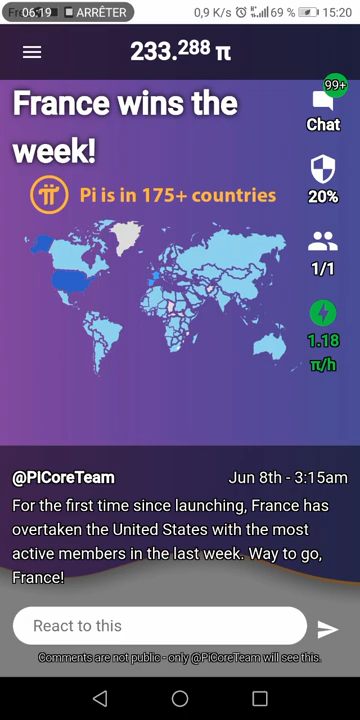 06:19 ARRÊTER 0,9 K/s 69 % 15:20
233.288 π
France wins the
week!
99+
Chat
Pi is in 175+ countries
20%
1/1
1.18
π/h
@PICoreTeam Jun 8th - 3:15am
For the first time since launching, France has
overtaken the United States with the most
active members in the last week. Way to go,
France!
React to this
Comments are not public - only @PiCoreTeam will see this.